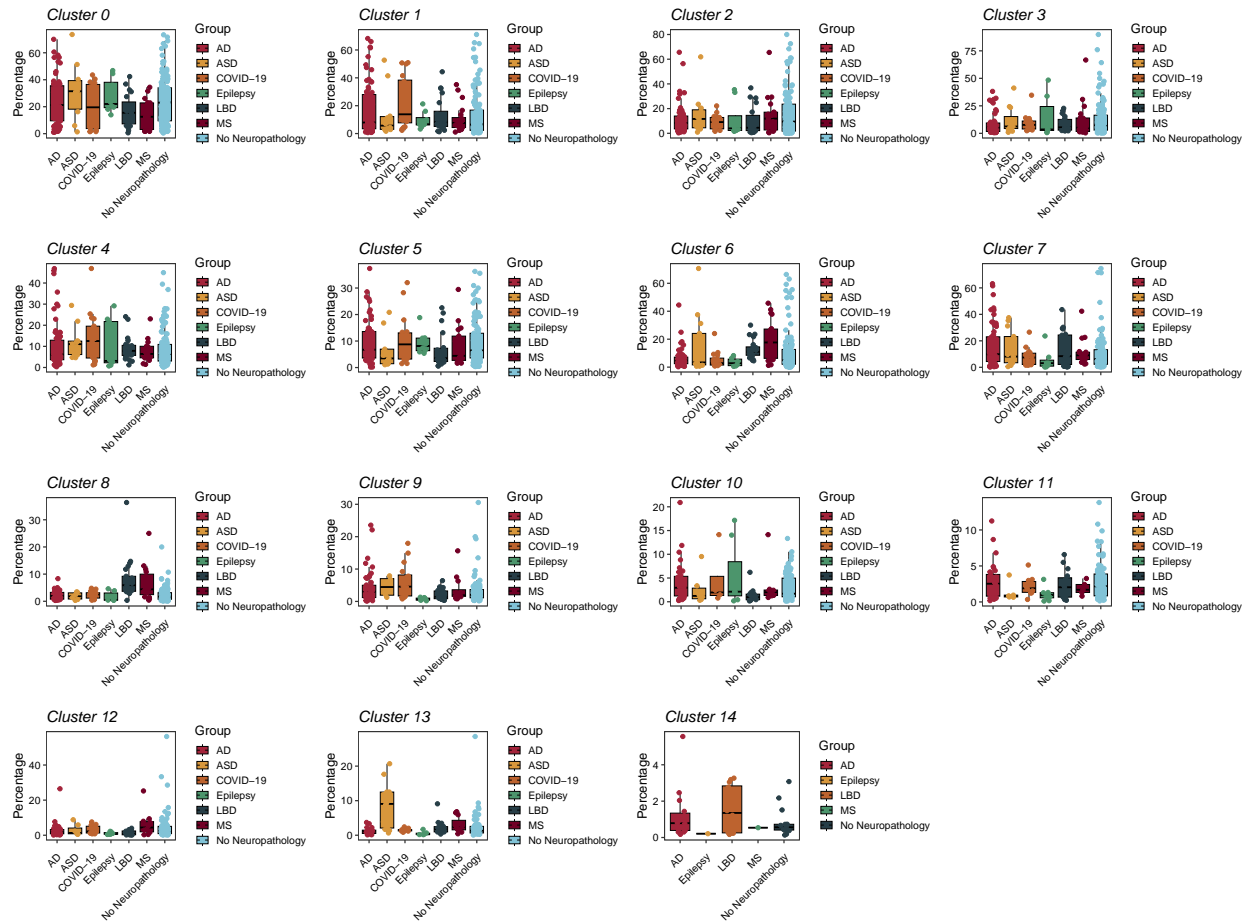 Cluster 0
Percentage
0
20
40
60
AD
ASD
COVID−19
Epilepsy
LBD
MS
No Neuropathology
Group
AD
ASD
COVID−19
Epilepsy
LBD
MS
No Neuropathology
Cluster 1
Percentage
0
20
40
60
AD
ASD
COVID−19
Epilepsy
LBD
MS
No Neuropathology
Group
AD
ASD
COVID−19
Epilepsy
LBD
MS
No Neuropathology
Cluster 2
Percentage
0
20
40
60
80
AD
ASD
COVID−19
Epilepsy
LBD
MS
No Neuropathology
Group
AD
ASD
COVID−19
Epilepsy
LBD
MS
No Neuropathology
Cluster 3
Percentage
0
25
50
75
AD
ASD
COVID−19
Epilepsy
LBD
MS
No Neuropathology
Group
AD
ASD
COVID−19
Epilepsy
LBD
MS
No Neuropathology
Cluster 4
Percentage
0
10
20
30
40
AD
ASD
COVID−19
Epilepsy
LBD
MS
No Neuropathology
Group
AD
ASD
COVID−19
Epilepsy
LBD
MS
No Neuropathology
Cluster 5
Percentage
0
10
20
30
AD
ASD
COVID−19
Epilepsy
LBD
MS
No Neuropathology
Group
AD
ASD
COVID−19
Epilepsy
LBD
MS
No Neuropathology
Cluster 6
Percentage
0
20
40
60
AD
ASD
COVID−19
Epilepsy
LBD
MS
No Neuropathology
Group
AD
ASD
COVID−19
Epilepsy
LBD
MS
No Neuropathology
Cluster 7
Percentage
0
20
40
60
AD
ASD
COVID−19
Epilepsy
LBD
MS
No Neuropathology
Group
AD
ASD
COVID−19
Epilepsy
LBD
MS
No Neuropathology
Cluster 8
Percentage
0
10
20
30
AD
ASD
COVID−19
Epilepsy
LBD
MS
No Neuropathology
Group
AD
ASD
COVID−19
Epilepsy
LBD
MS
No Neuropathology
Cluster 9
Percentage
0
10
20
30
AD
ASD
COVID−19
Epilepsy
LBD
MS
No Neuropathology
Group
AD
ASD
COVID−19
Epilepsy
LBD
MS
No Neuropathology
Cluster 10
Percentage
0
5
10
15
20
AD
ASD
COVID−19
Epilepsy
LBD
MS
No Neuropathology
Group
AD
ASD
COVID−19
Epilepsy
LBD
MS
No Neuropathology
Cluster 11
Percentage
0
5
10
AD
ASD
COVID−19
Epilepsy
LBD
MS
No Neuropathology
Group
AD
ASD
COVID−19
Epilepsy
LBD
MS
No Neuropathology
Cluster 12
Percentage
0
20
40
AD
ASD
COVID−19
Epilepsy
LBD
MS
No Neuropathology
Group
AD
ASD
COVID−19
Epilepsy
LBD
MS
No Neuropathology
Cluster 13
Percentage
0
10
20
AD
ASD
COVID−19
Epilepsy
LBD
MS
No Neuropathology
Group
AD
ASD
COVID−19
Epilepsy
LBD
MS
No Neuropathology
Cluster 14
Percentage
0
2
4
AD
Epilepsy
LBD
MS
No Neuropathology
Group
AD
Epilepsy
LBD
MS
No Neuropathology